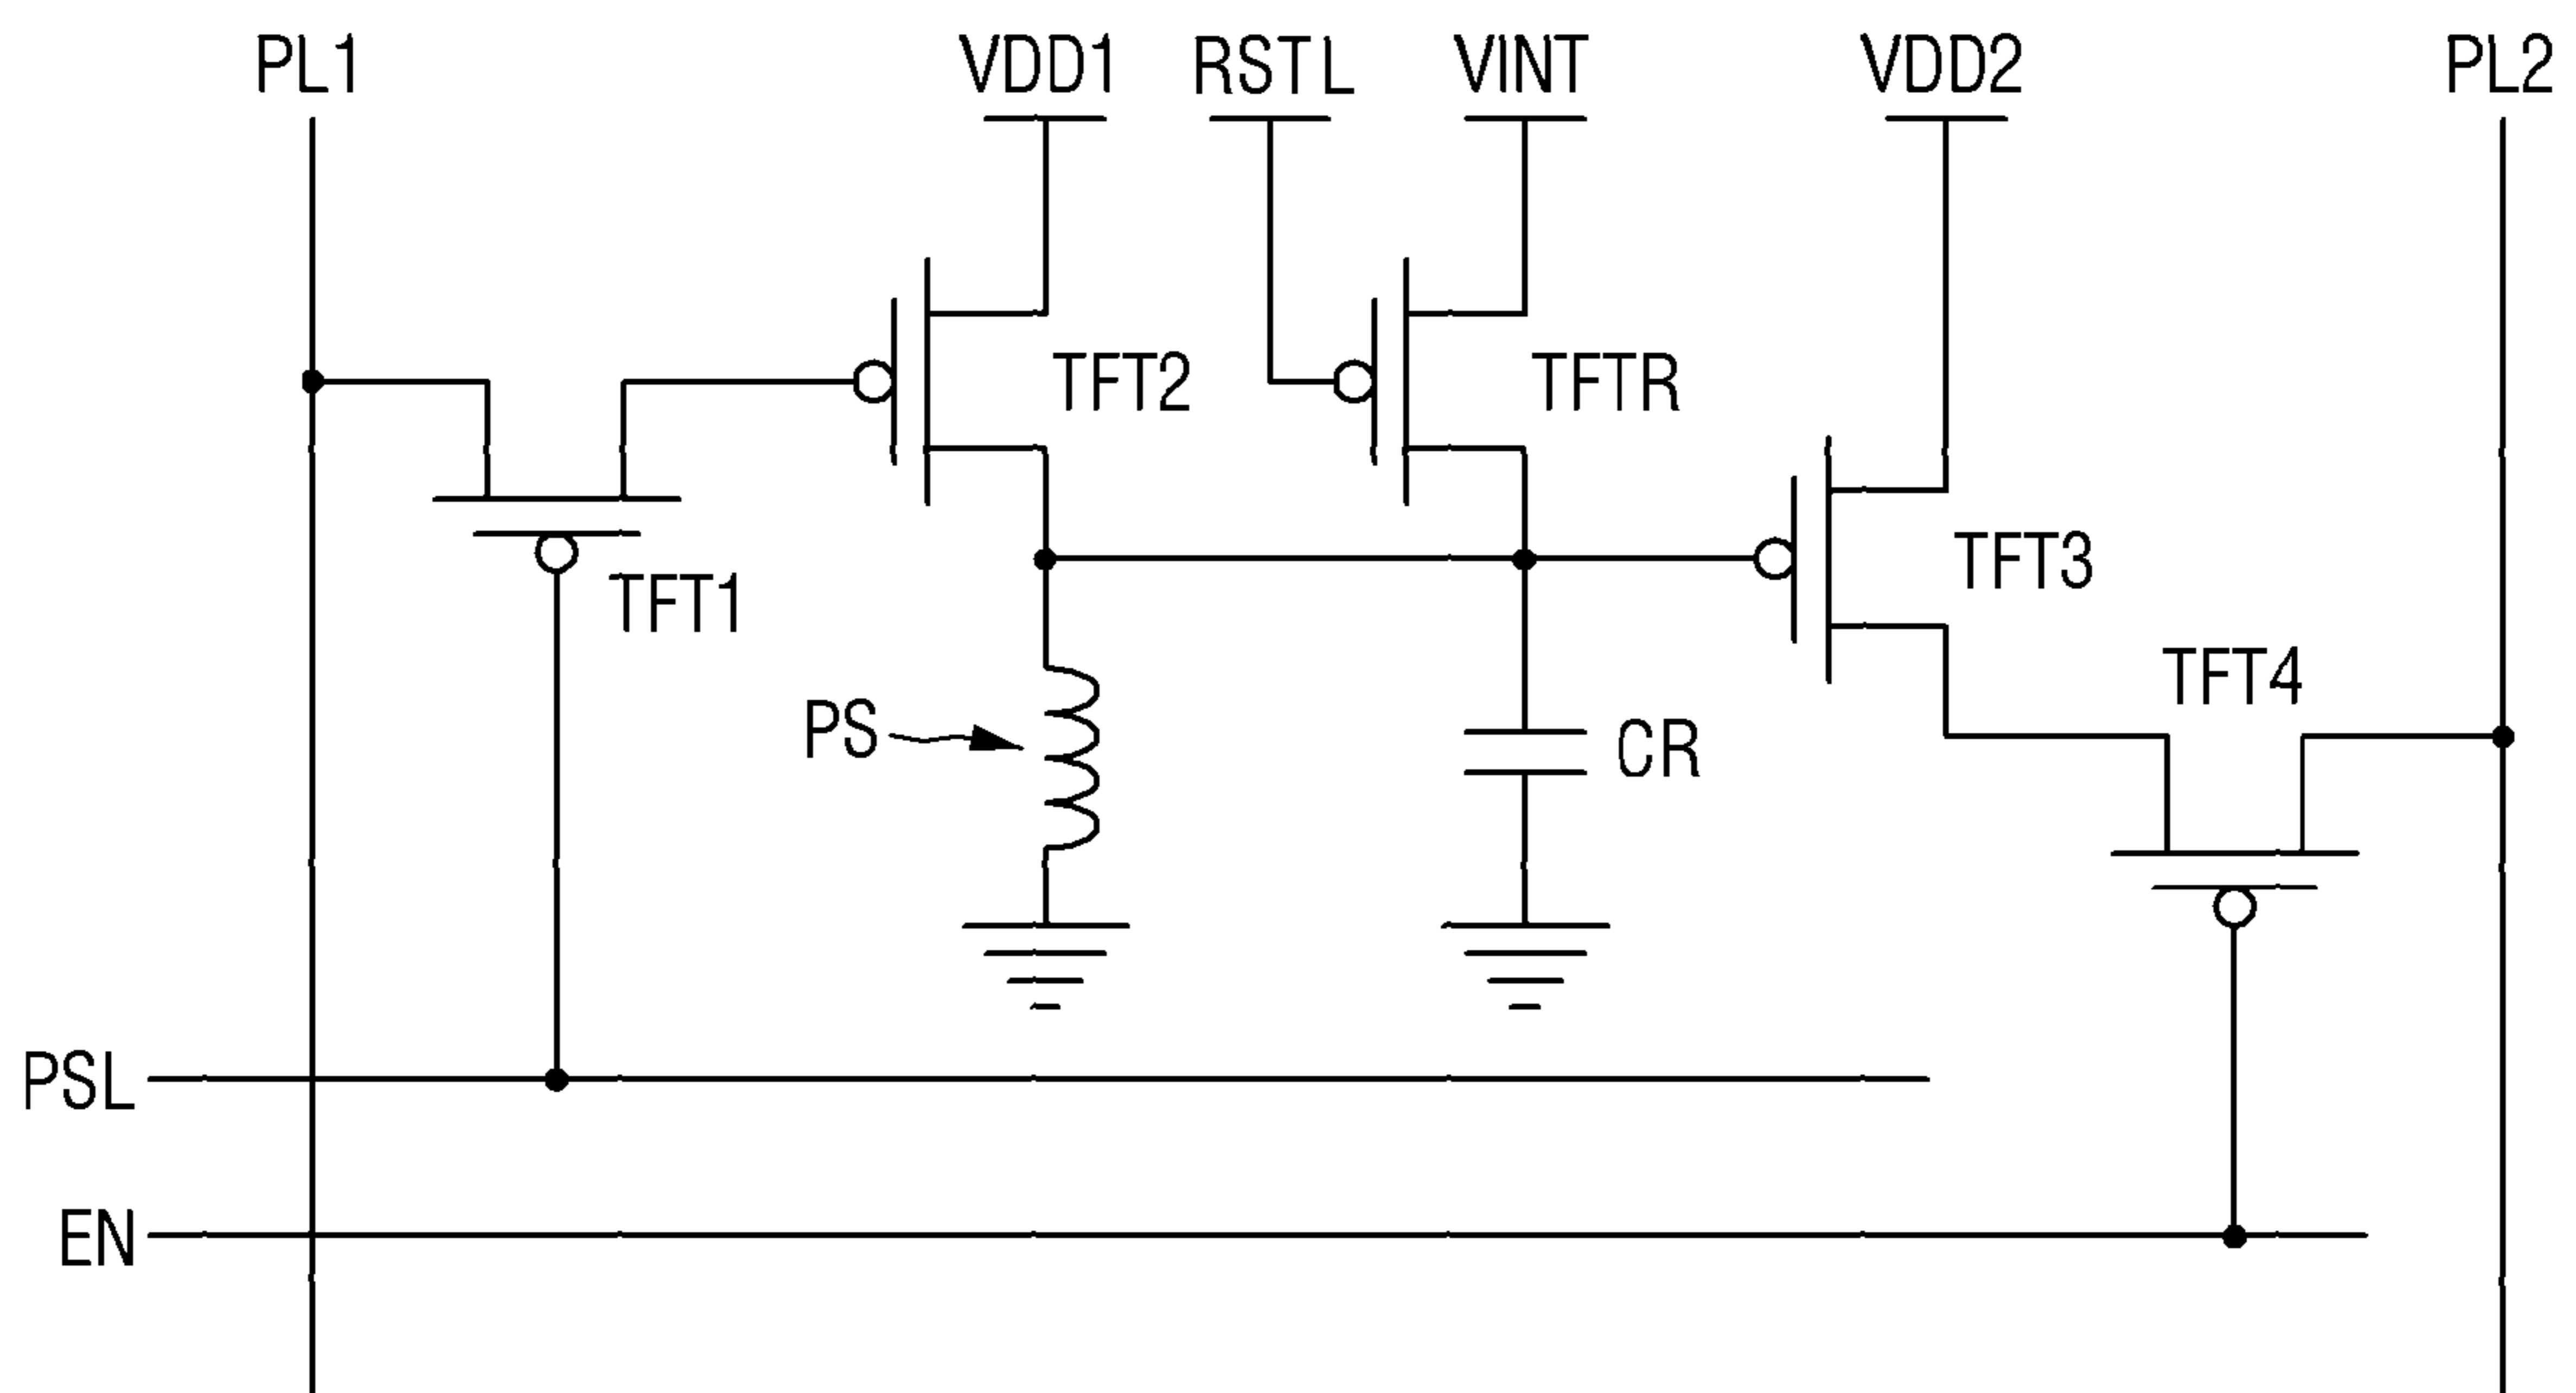 PL1
VDD1
RSTL
VINT
VDD2
PL2
TFT2
TFTR
TFT3
TFT1
TFT4
PS
CR
PSL
EN